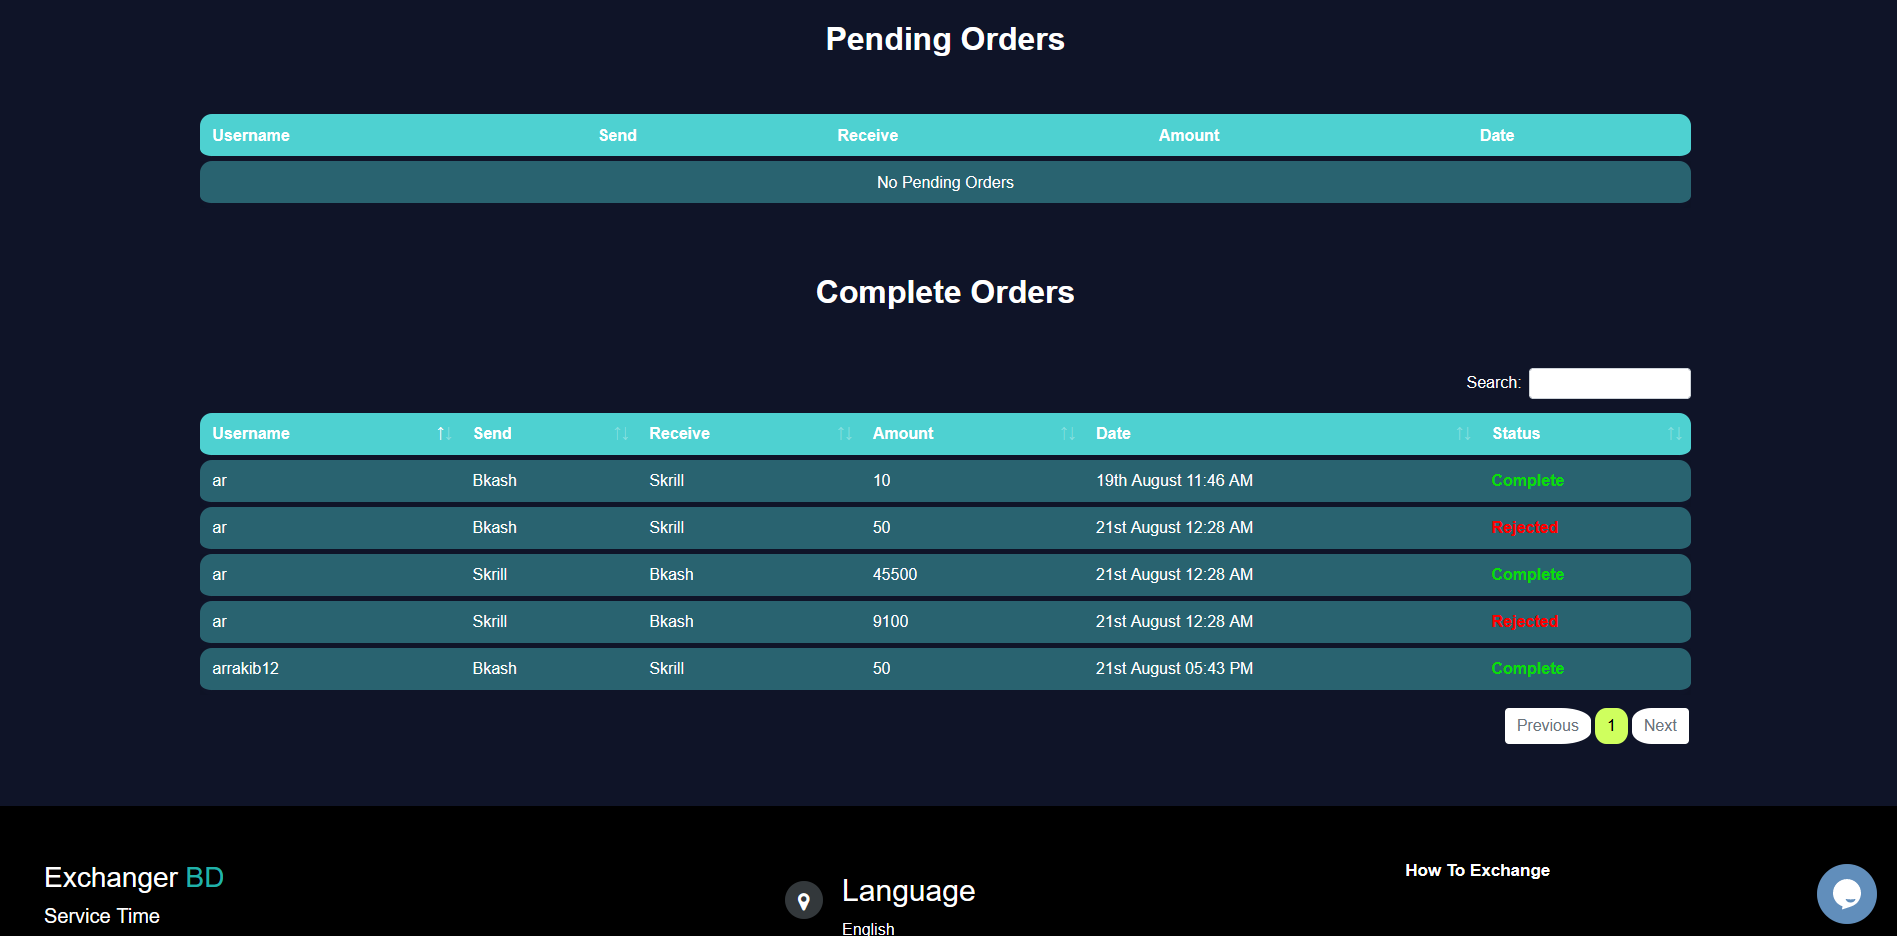 Pending Orders
Username Send Receive Amount Date
No Pending Orders
Complete Orders
Search:
Username Send Receive Amount Date Status
ar Bkash Skrill 10 19th August 11:46 AM Complete
ar Bkash Skrill 50 21st August 12:28 AM Rejected
ar Skrill Bkash 45500 21st August 12:28 AM Complete
ar Skrill Bkash 9100 21st August 12:28 AM Rejected
arrakib12 Bkash Skrill 50 21st August 05:43 PM Complete
Previous 1 Next
Exchanger BD
Service Time
Language
English
How To Exchange